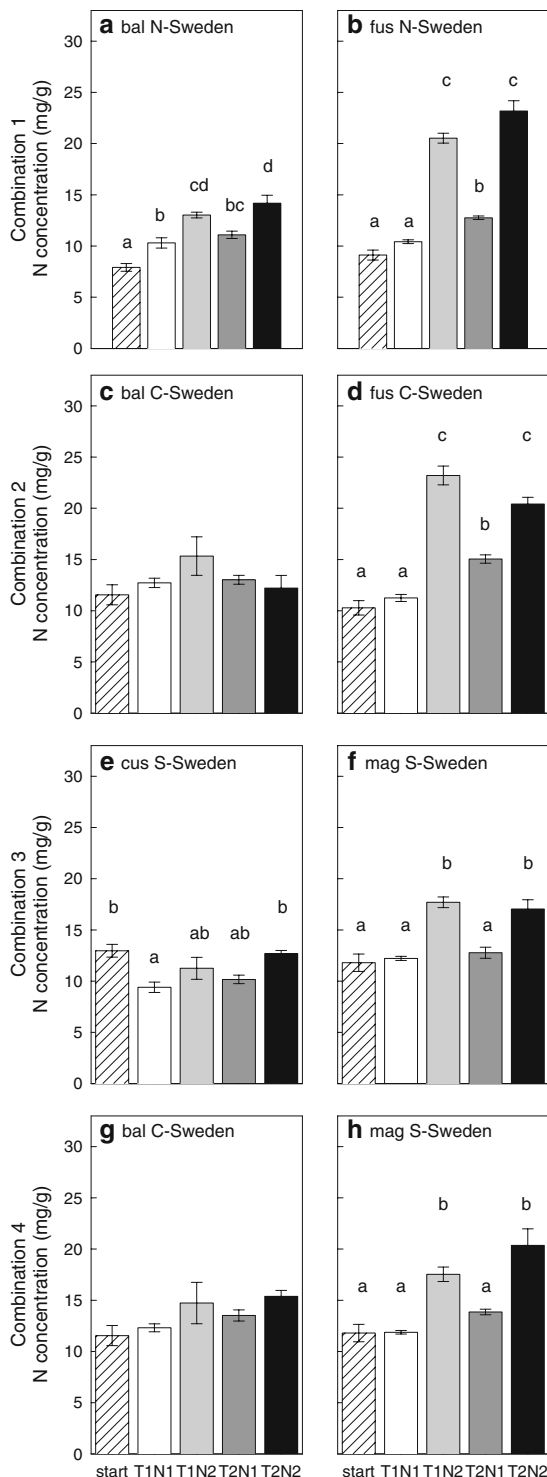 a bal N-Sweden
b fus N-Sweden
Combination 1
N concentration (mg/g)
30
25
20
15
10
5
0
a
b
cd
bc
d
a
a
c
b
c
c bal C-Sweden
d fus C-Sweden
Combination 2
N concentration (mg/g)
30
25
20
15
10
5
0
a
a
c
b
c
e cus S-Sweden
f mag S-Sweden
Combination 3
N concentration (mg/g)
30
25
20
15
10
5
0
b
a
ab
ab
b
a
a
b
a
b
g bal C-Sweden
h mag S-Sweden
Combination 4
N concentration (mg/g)
30
25
20
15
10
5
0
a
a
b
a
b
start T1N1 T1N2 T2N1 T2N2
start T1N1 T1N2 T2N1 T2N2